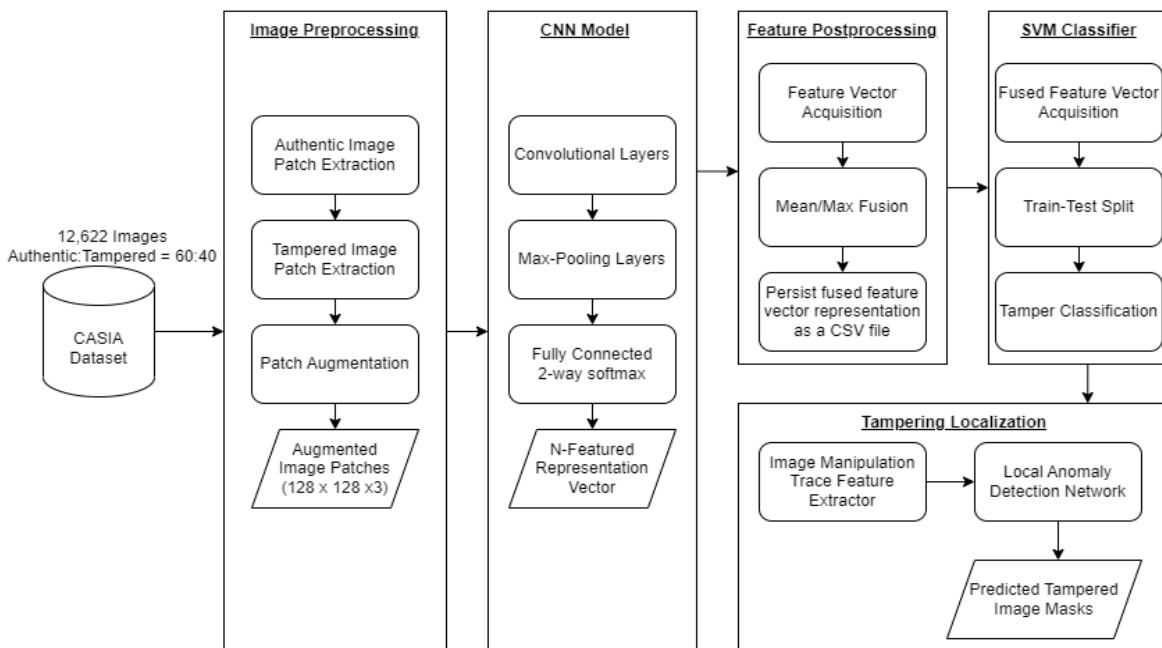 12,622 Images
Authentic:Tampered = 60:40
CASIA
Dataset
Image Preprocessing
Authentic Image
Patch Extraction
Tampered Image
Patch Extraction
Patch Augmentation
Augmented
Image Patches
(128 x 128 x3)
CNN Model
Convolutional Layers
Max-Pooling Layers
Fully Connected
2-way softmax
N-Featured
Representation
Vector
Feature Postprocessing
Feature Vector
Acquisition
Mean/Max Fusion
Persist fused feature
vector representation
as a CSV file
SVM Classifier
Fused Feature Vector
Acquisition
Train-Test Split
Tamper Classification
Tampering Localization
Image Manipulation
Trace Feature
Extractor
Local Anomaly
Detection Network
Predicted Tampered
Image Masks